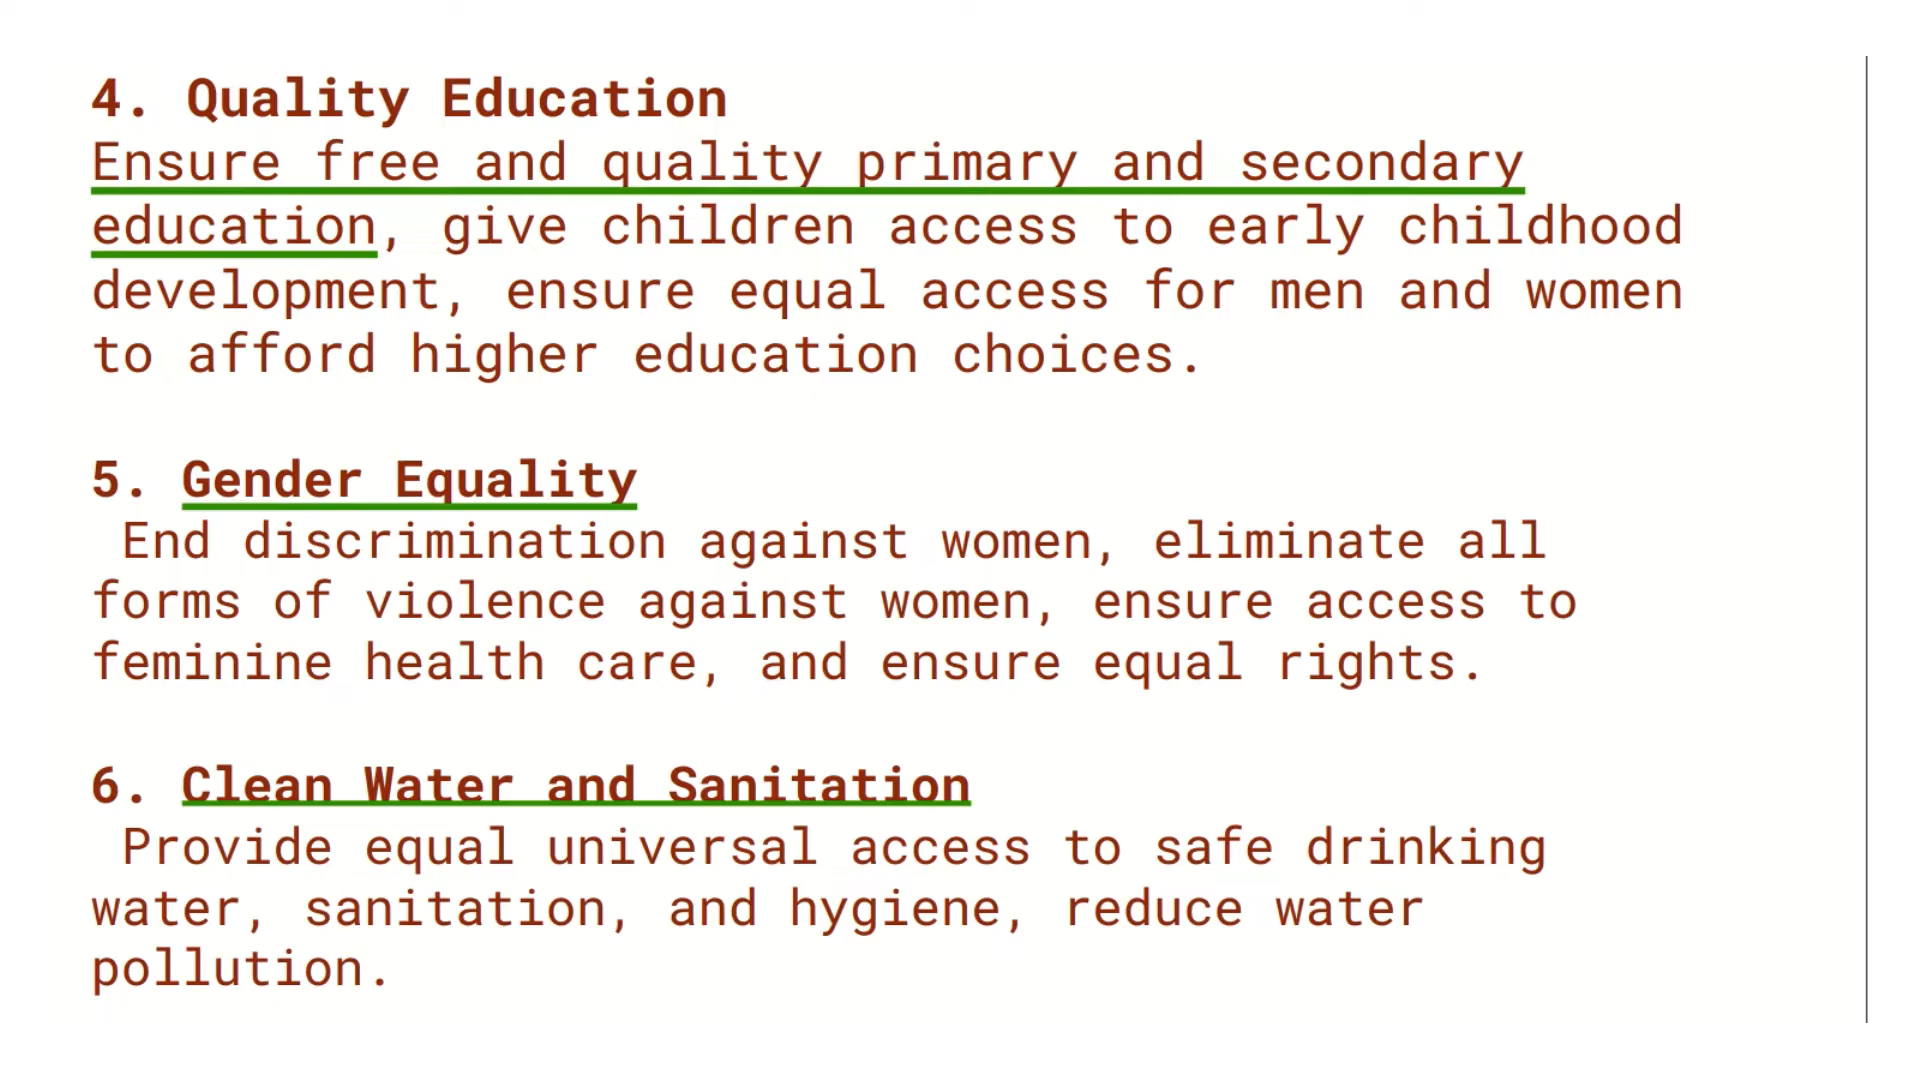 4. Quality Education
Ensure free and quality primary and secondary
education, give children access to early childhood
development, ensure equal access for men and women
to afford higher education choices.
5. Gender Equality
End discrimination against women, eliminate all
forms of violence against women, ensure access to
feminine health care, and ensure equal rights.
6. Clean Water and Sanitation
Provide equal universal access to safe drinking
water, sanitation, and hygiene, reduce water
pollution.